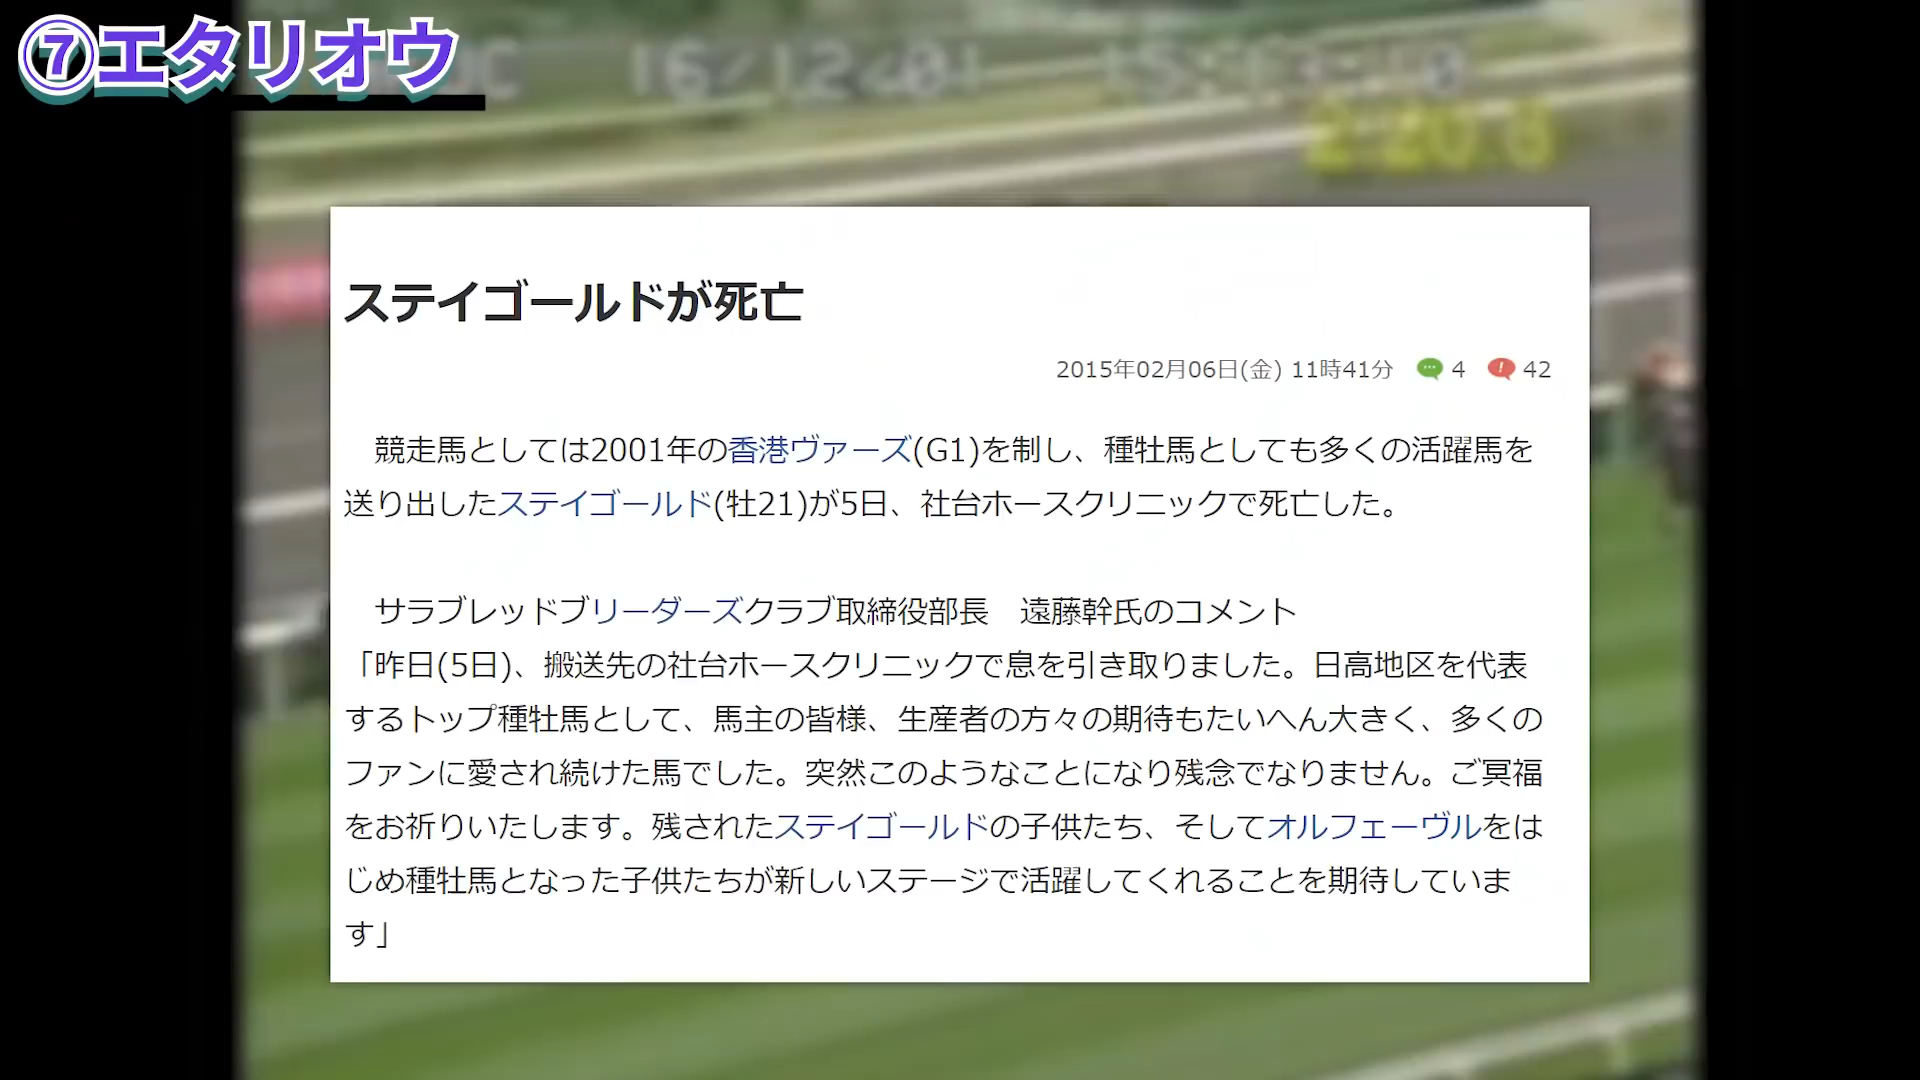 ⑦エタリオウ
16/12/01 15:13:10
2:20.8
ステイゴールドが死亡
2015年02月06日(金) 11時41分 4 42
競走馬としては2001年の香港ヴァーズ(G1)を制し、種牡馬としても多くの活躍馬を
送り出したステイゴールド(牡21)が5日、社台ホースクリニックで死亡した。
サラブレッドブリーダーズクラブ取締役部長　遠藤幹氏のコメント
「昨日(5日)、搬送先の社台ホースクリニックで息を引き取りました。日高地区を代表
するトップ種牡馬として、馬主の皆様、生産者の方々の期待もたいへん大きく、多くの
ファンに愛され続けた馬でした。突然このようなことになり残念でなりません。ご冥福
をお祈りいたします。残されたステイゴールドの子供たち、そしてオルフェーヴルをは
じめ種牡馬となった子供たちが新しいステージで活躍してくれることを期待していま
す」